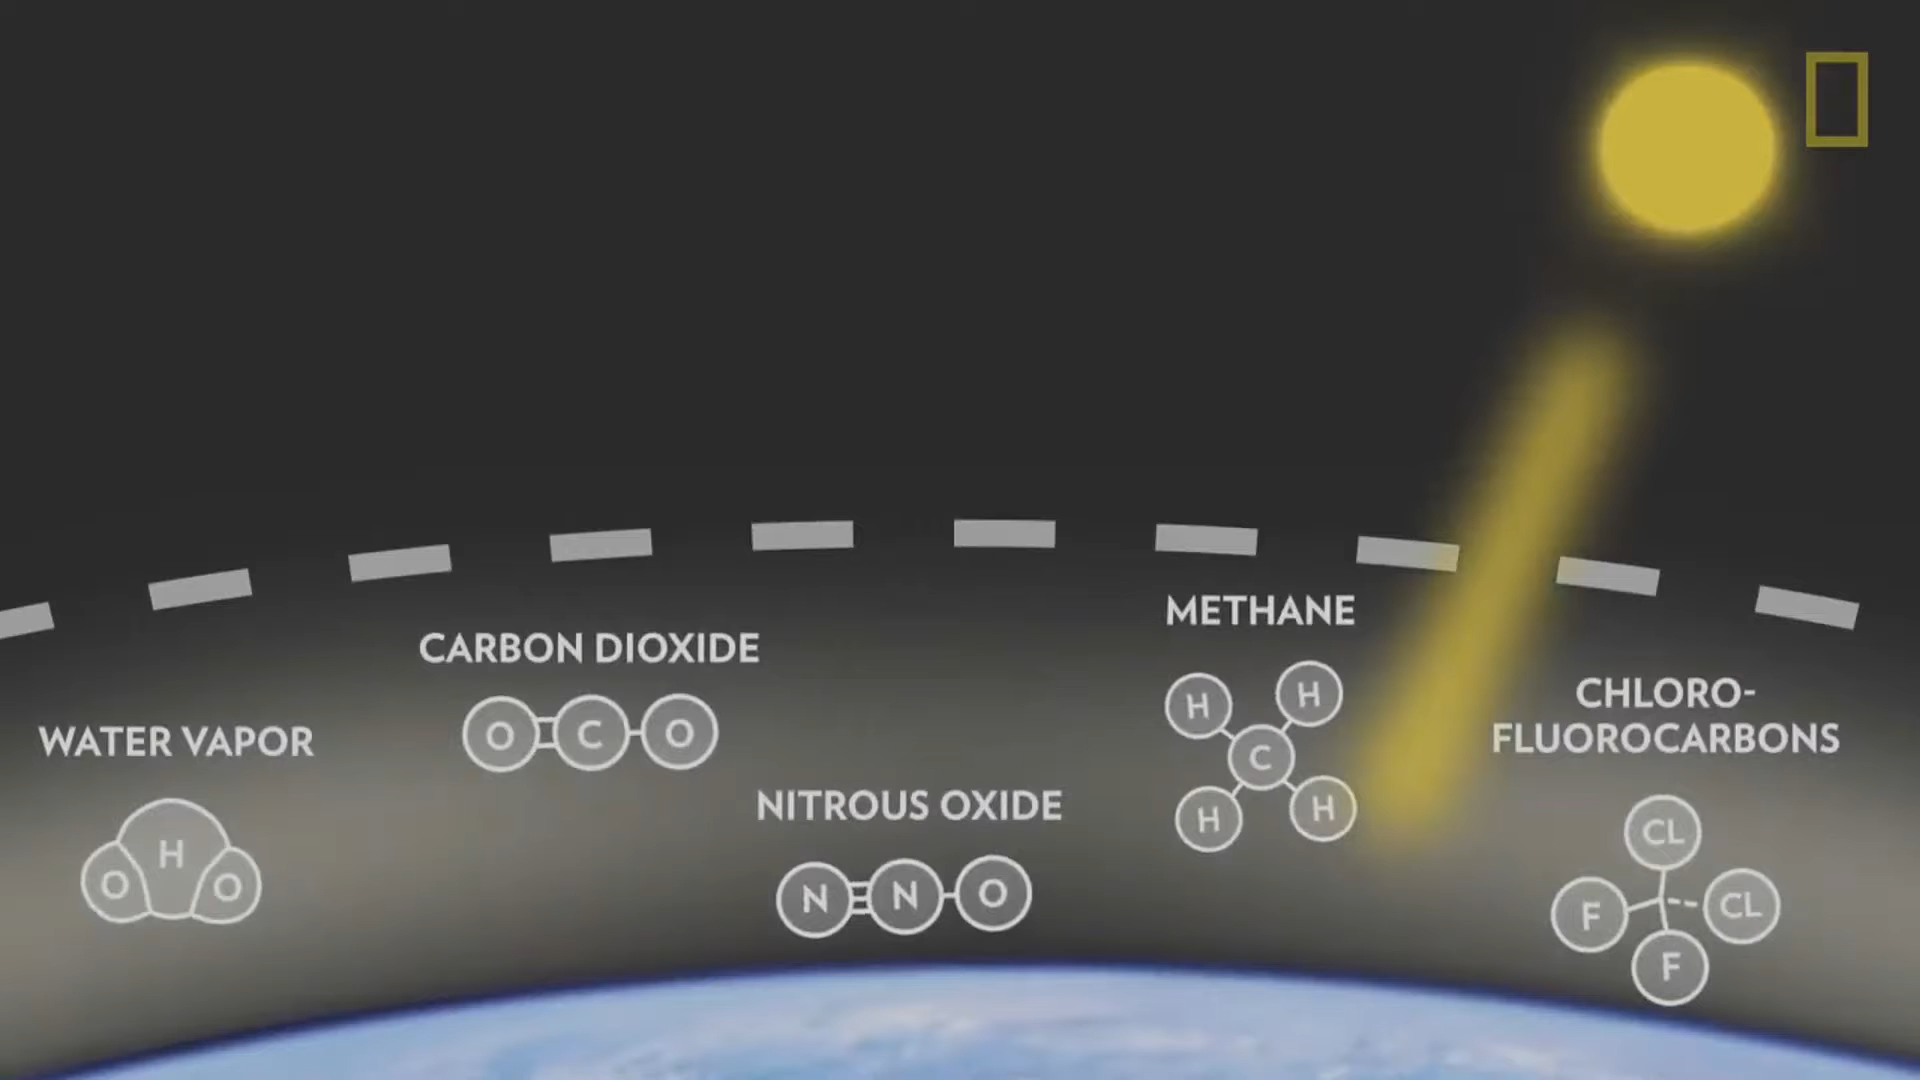 METHANE
CARBON DIOXIDE
H H
C
H H
CHLORO-
FLUOROCARBONS
O C O
WATER VAPOR
NITROUS OXIDE
H
O O
N N O
CL
F CL
F